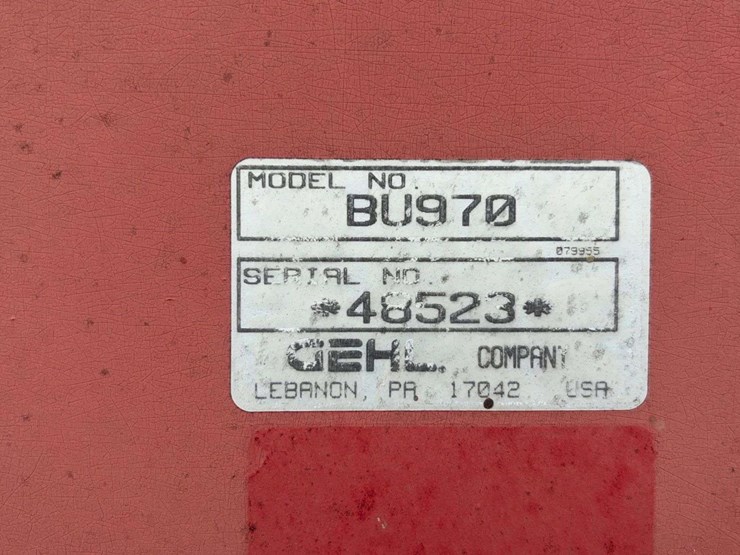 MODEL NO.
BU970
079955
SERIAL NO.
*48523*
GEHL COMPANY
LEBANON, PA 17042 USA